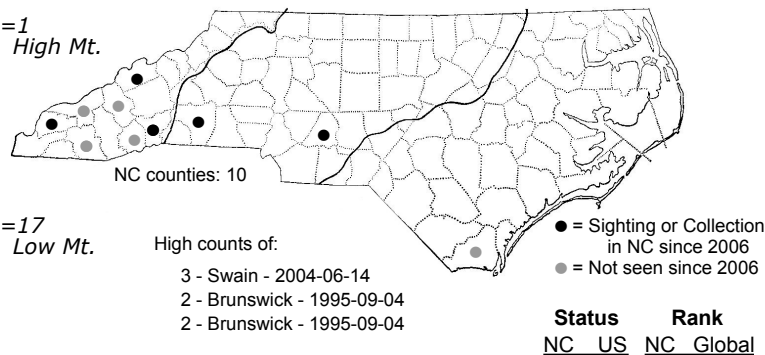 =1
High Mt.
NC counties: 10
=17
Low Mt.
High counts of:
3 - Swain - 2004-06-14
2 - Brunswick - 1995-09-04
2 - Brunswick - 1995-09-04
= Sighting or Collection
in NC since 2006
= Not seen since 2006
Status Rank
NC US NC Global